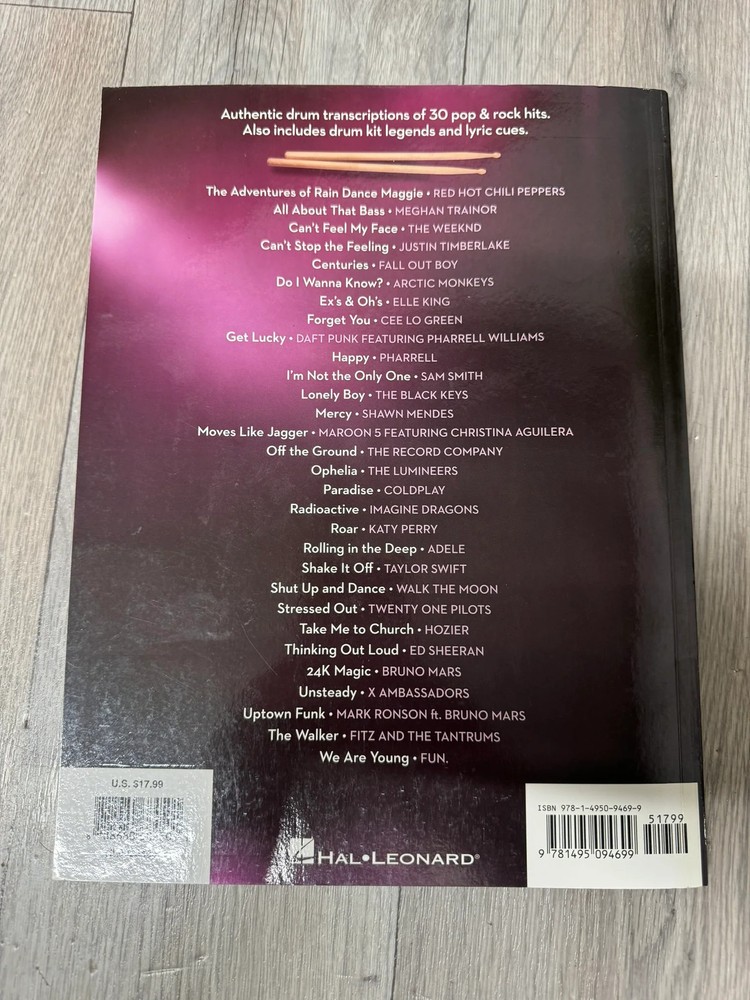 Authentic drum transcriptions of 30 pop & rock hits.
Also includes drum kit legends and lyric cues.
The Adventures of Rain Dance Maggie • RED HOT CHILI PEPPERS
All About That Bass • MEGHAN TRAINOR
Can't Feel My Face • THE WEEKND
Can't Stop the Feeling • JUSTIN TIMBERLAKE
Centuries • FALL OUT BOY
Do I Wanna Know? • ARCTIC MONKEYS
Ex's & Oh's • ELLE KING
Forget You • CEE LO GREEN
Get Lucky • DAFT PUNK FEATURING PHARRELL WILLIAMS
Happy • PHARRELL
I'm Not the Only One • SAM SMITH
Lonely Boy • THE BLACK KEYS
Mercy • SHAWN MENDES
Moves Like Jagger • MAROON 5 FEATURING CHRISTINA AGUILERA
Off the Ground • THE RECORD COMPANY
Ophelia • THE LUMINEERS
Paradise • COLDPLAY
Radioactive • IMAGINE DRAGONS
Roar • KATY PERRY
Rolling in the Deep • ADELE
Shake It Off • TAYLOR SWIFT
Shut Up and Dance • WALK THE MOON
Stressed Out • TWENTY ONE PILOTS
Take Me to Church • HOZIER
Thinking Out Loud • ED SHEERAN
24K Magic • BRUNO MARS
Unsteady • X AMBASSADORS
Uptown Funk • MARK RONSON ft. BRUNO MARS
The Walker • FITZ AND THE TANTRUMS
We Are Young • FUN.
U.S. $17.99
HAL•LEONARD®
ISBN 978-1-4950-9469-9
51799
9 781495 094699